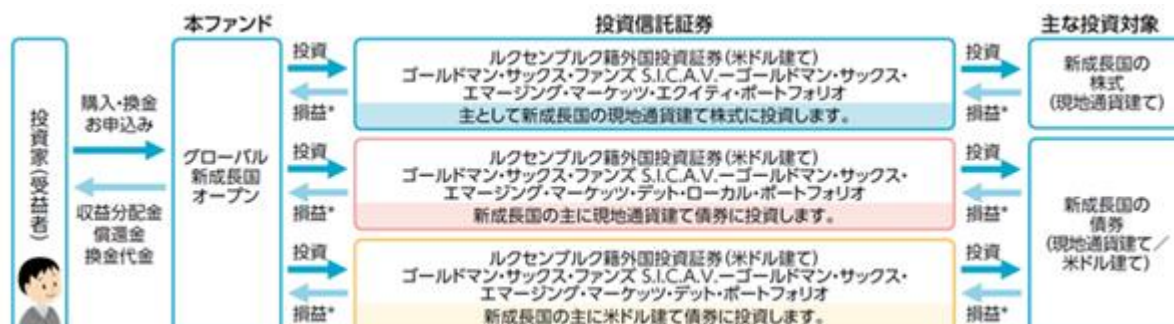 本ファンド
投資信託証券
主な投資対象
投資家(受益者)
購入・換金
お申込み
収益分配金
償還金
換金代金
グローバル
新成長国
オープン
投資
損益*
ルクセンブルク籍外国投資証券(米ドル建て)
ゴールドマン・サックス・ファンズ S.I.C.A.V.ーゴールドマン・サックス・
エマージング・マーケッツ・エクイティ・ポートフォリオ
主として新成長国の現地通貨建て株式に投資します。
投資
損益*
新成長国の
株式
(現地通貨建て)
投資
損益*
ルクセンブルク籍外国投資証券(米ドル建て)
ゴールドマン・サックス・ファンズ S.I.C.A.V.ーゴールドマン・サックス・
エマージング・マーケッツ・デット・ローカル・ポートフォリオ
新成長国の主に現地通貨建て債券に投資します。
投資
損益*
新成長国の
債券
(現地通貨建て/
米ドル建て)
投資
損益*
ルクセンブルク籍外国投資証券(米ドル建て)
ゴールドマン・サックス・ファンズ S.I.C.A.V.ーゴールドマン・サックス・
エマージング・マーケッツ・デット・ポートフォリオ
新成長国の主に米ドル建て債券に投資します。
投資
損益*